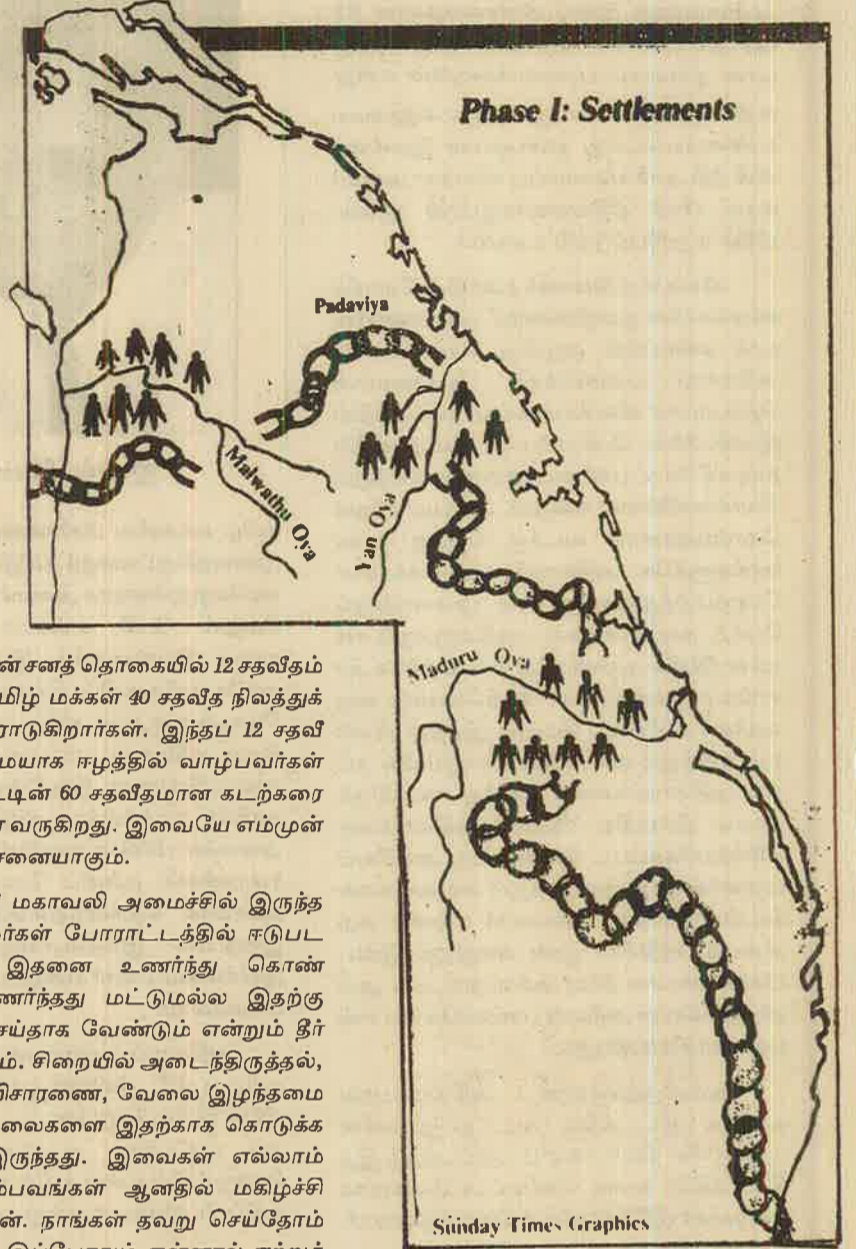 Phase I: Settlements
Padaviya
Malwathu Oya
Yan Oya
Maduru Oya
ன் சனத் தொகையில் 12 சதவீதம்
மிழ் மக்கள் 40 சதவீத நிலத்துக்
ராடுகிறார்கள். இந்தப் 12 சதவீ
மையாக ஈழத்தில் வாழ்பவர்கள்
ட்டின் 60 சதவீதமான கடற்கரை
வருகிறது. இவையே எம்முன்
சனையாகும்.
மகாவலி அமைச்சில் இருந்த
ர்கள் போராட்டத்தில் ஈடுபட
இதனை உணர்ந்து கொண்
ணர்ந்தது மட்டுமல்ல இதற்கு
சய்தாக வேண்டும் என்றும் தீர்
ம். சிறையில் அடைந்திருத்தல்,
விசாரணை, வேலை இழந்தமை
லைகளை இதற்காக கொடுக்க
இருந்தது. இவைகள் எல்லாம்
ம்பவங்கள் ஆனதில் மகிழ்ச்சி
ன். நாங்கள் தவறு செய்தோம்
Sunday Times Graphics